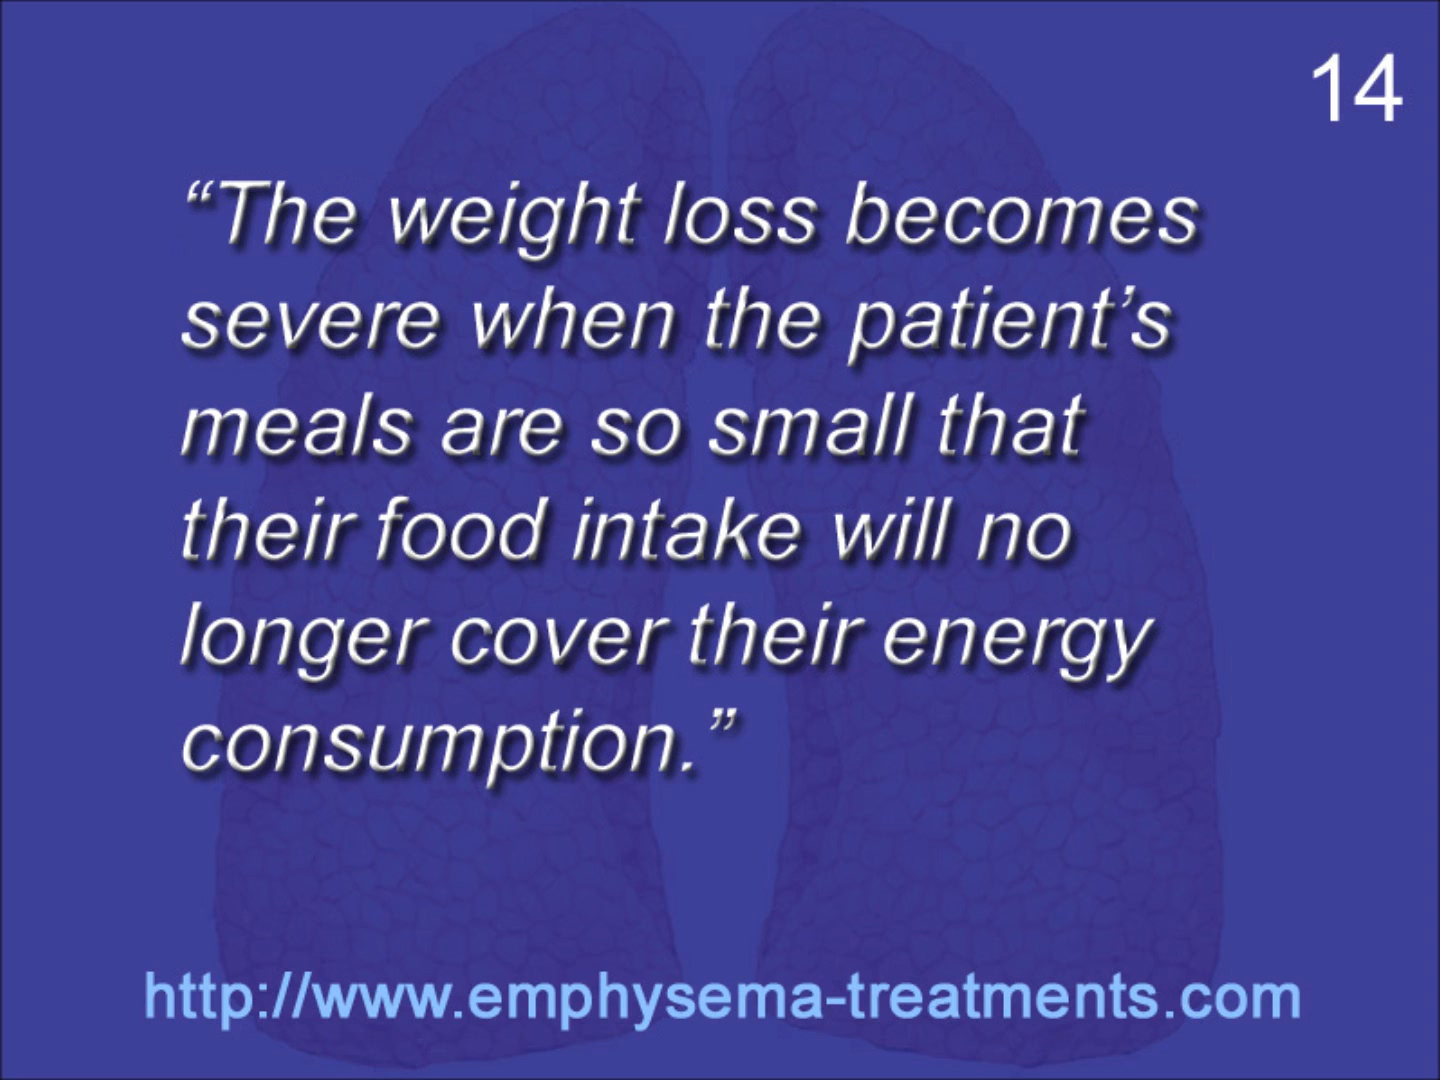 14
“The weight loss becomes
severe when the patient’s
meals are so small that
their food intake will no
longer cover their energy
consumption.”
http://www.emphysema-treatments.com